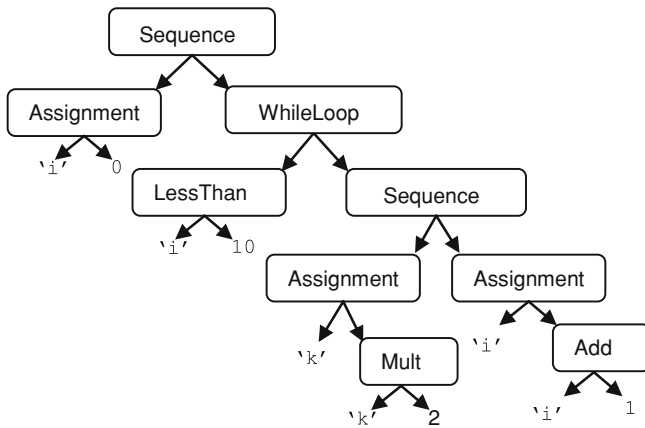 Sequence
Assignment WhileLoop
‘i’ 0
LessThan Sequence
‘i’ 10
Assignment Assignment
‘k’ ‘i’
Mult Add
‘k’ 2 ‘i’ 1